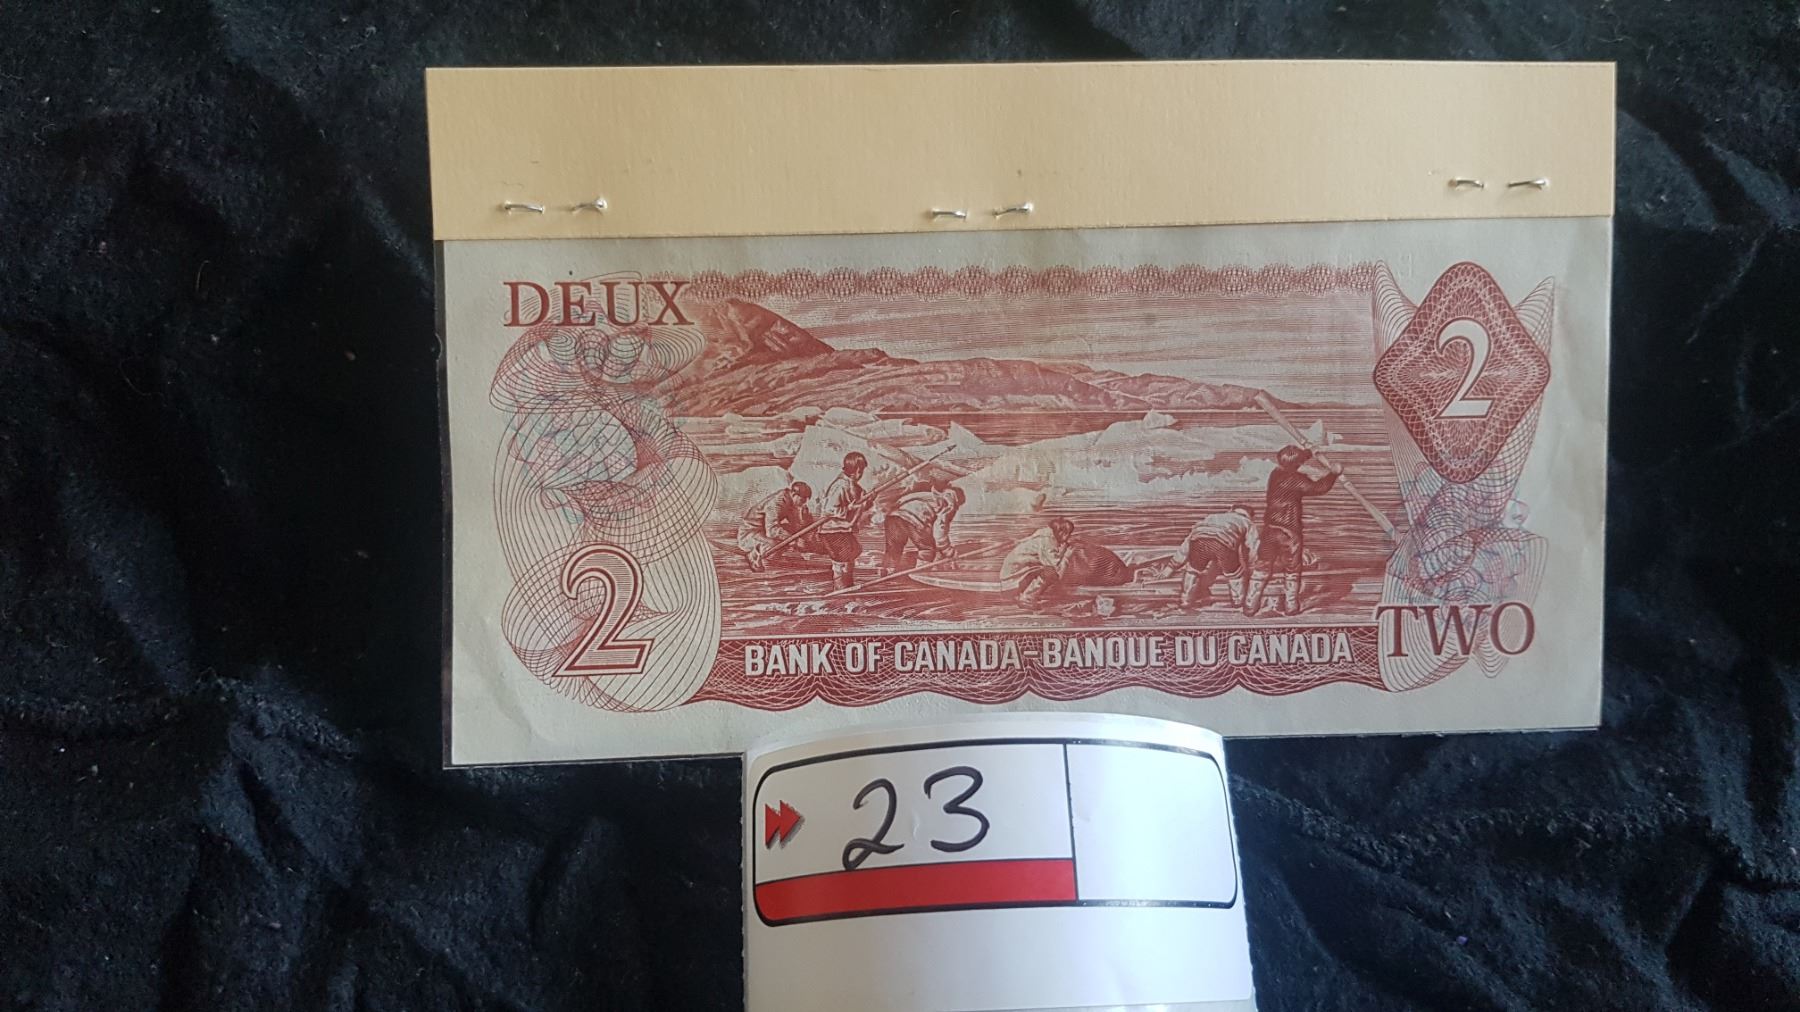 DEUX
2
2
TWO
BANK OF CANADA-BANQUE DU CANADA
23